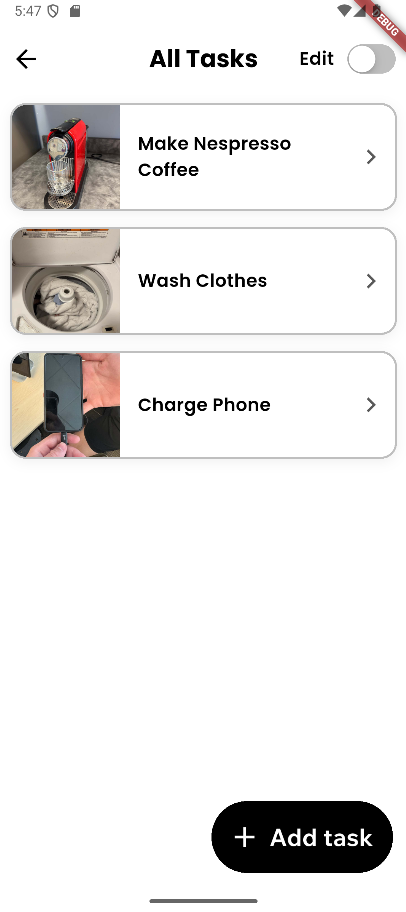 5:47
DEBUG
All Tasks
Edit
Make Nespresso
Coffee
Wash Clothes
Charge Phone
+ Add task